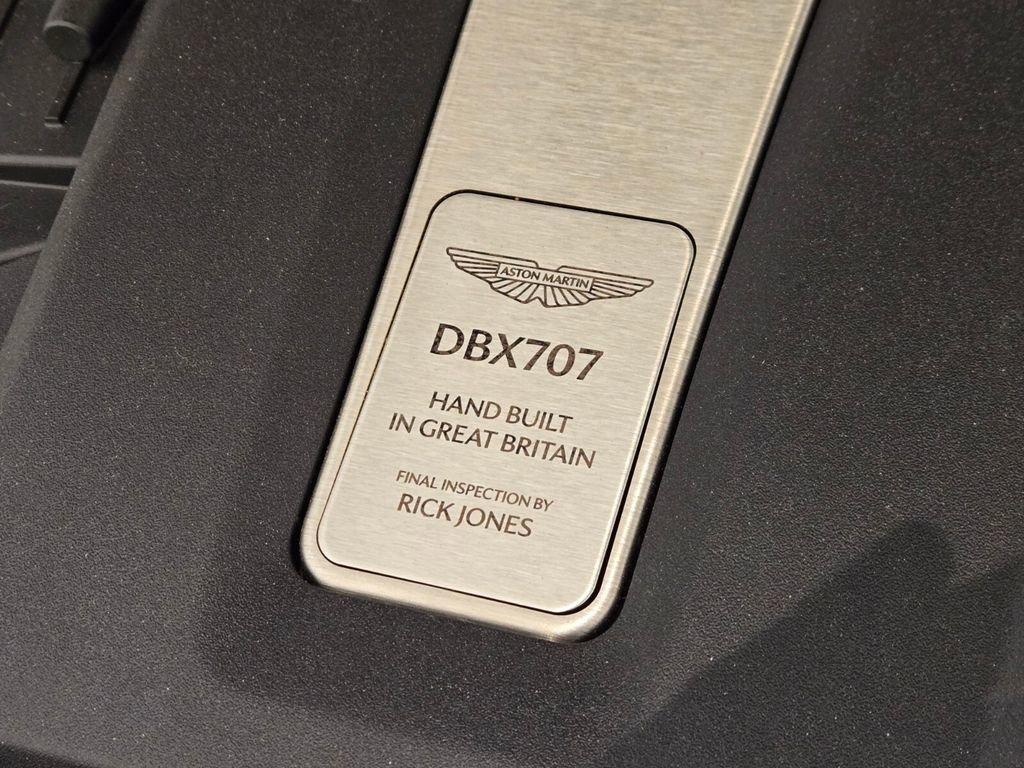 ASTON MARTIN
DBX707
HAND BUILT
IN GREAT BRITAIN
FINAL INSPECTION BY
RICK JONES